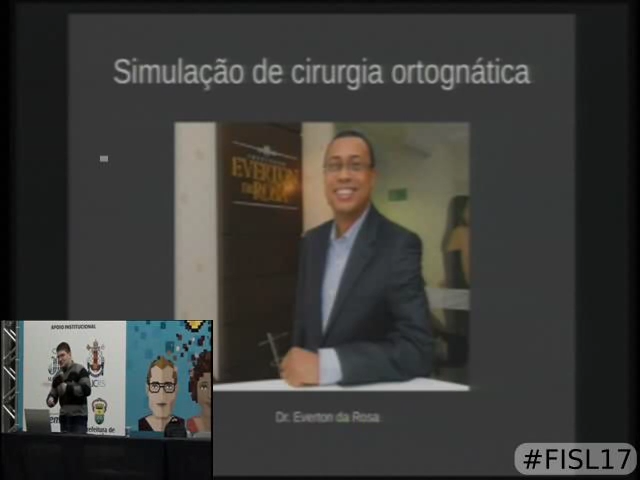 Simulação de cirurgia ortognática
EVERTON
DA ROSA
Dr. Everton da Rosa
APOIO INSTITUCIONAL
#FISL17